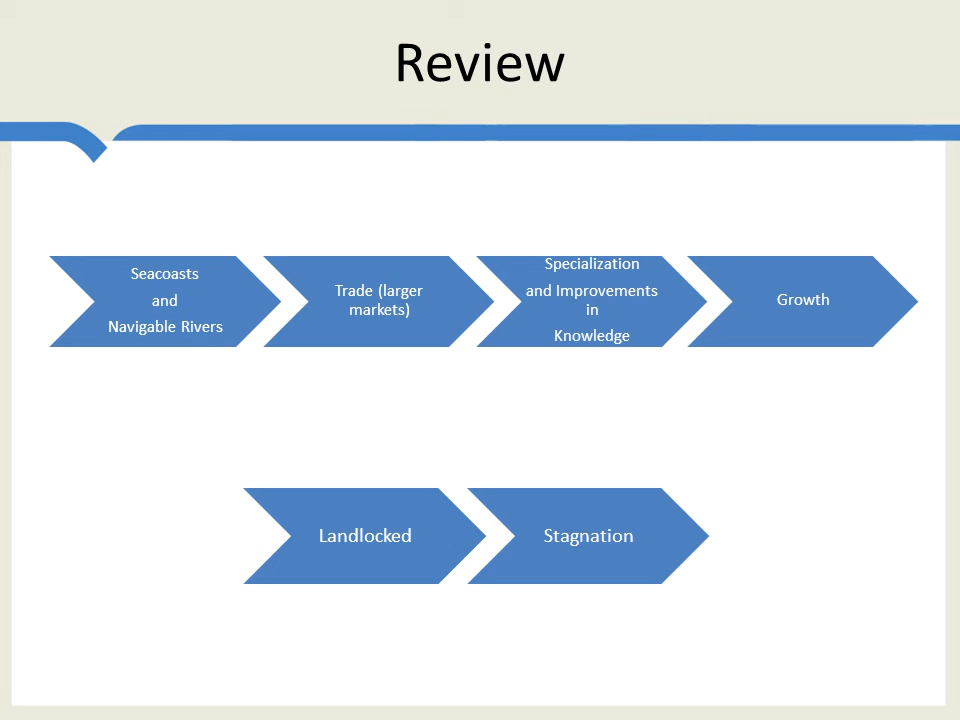 Review
Seacoasts
and
Navigable Rivers
Trade (larger
markets)
Specialization
and Improvements
in
Knowledge
Growth
Landlocked
Stagnation